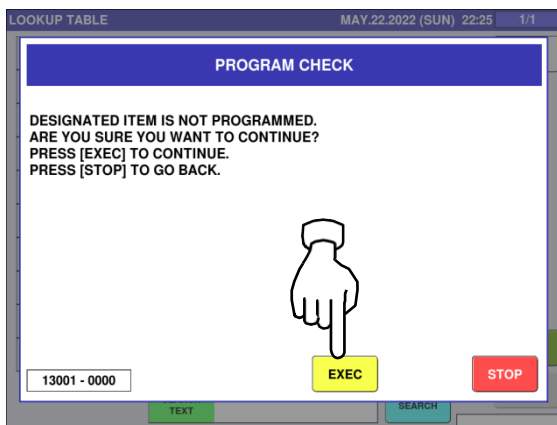 LOOKUP TABLE MAY.22.2022 (SUN) 22:25 1/1
PROGRAM CHECK
DESIGNATED ITEM IS NOT PROGRAMMED.
ARE YOU SURE YOU WANT TO CONTINUE?
PRESS [EXEC] TO CONTINUE.
PRESS [STOP] TO GO BACK.
13001 - 0000
EXEC
STOP
TEXT
SEARCH